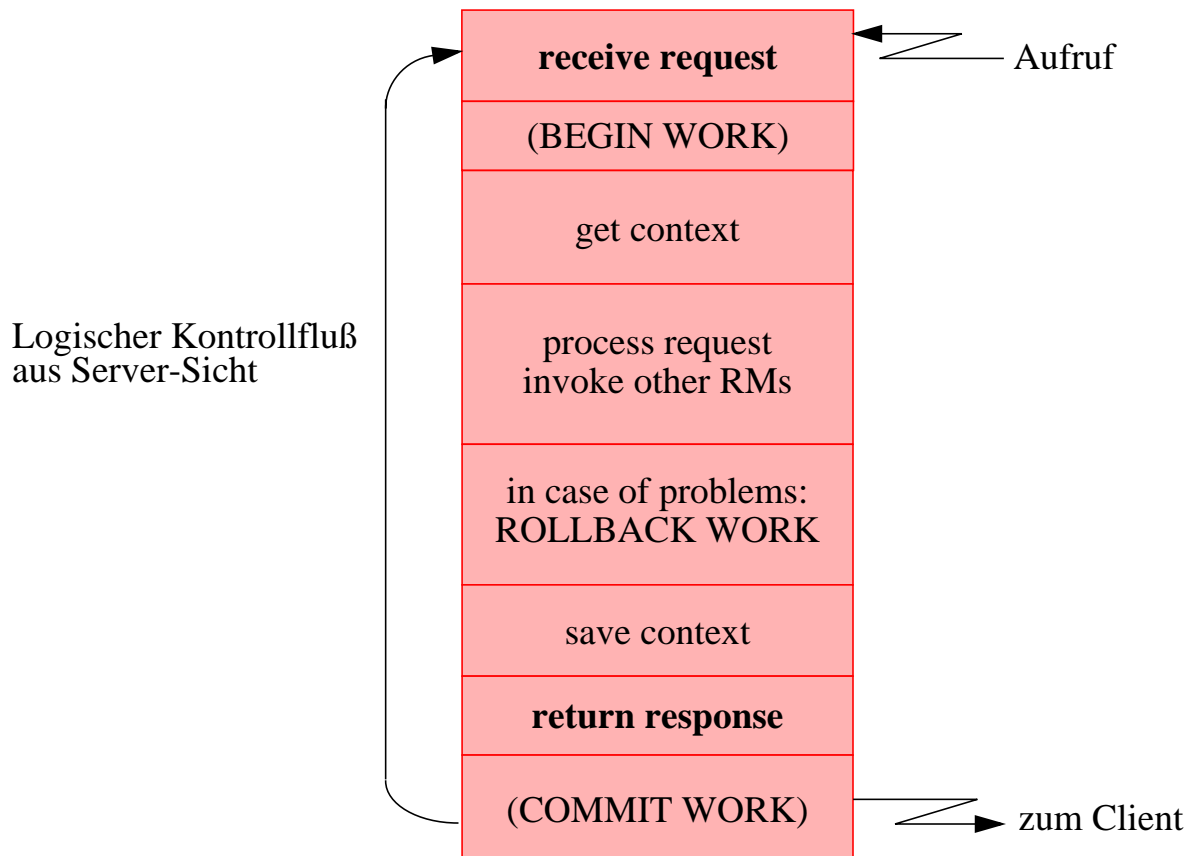 receive request
Aufruf
(BEGIN WORK)
get context
Logischer Kontrollfluß
aus Server-Sicht
process request
invoke other RMs
in case of problems:
ROLLBACK WORK
save context
return response
(COMMIT WORK)
zum Client